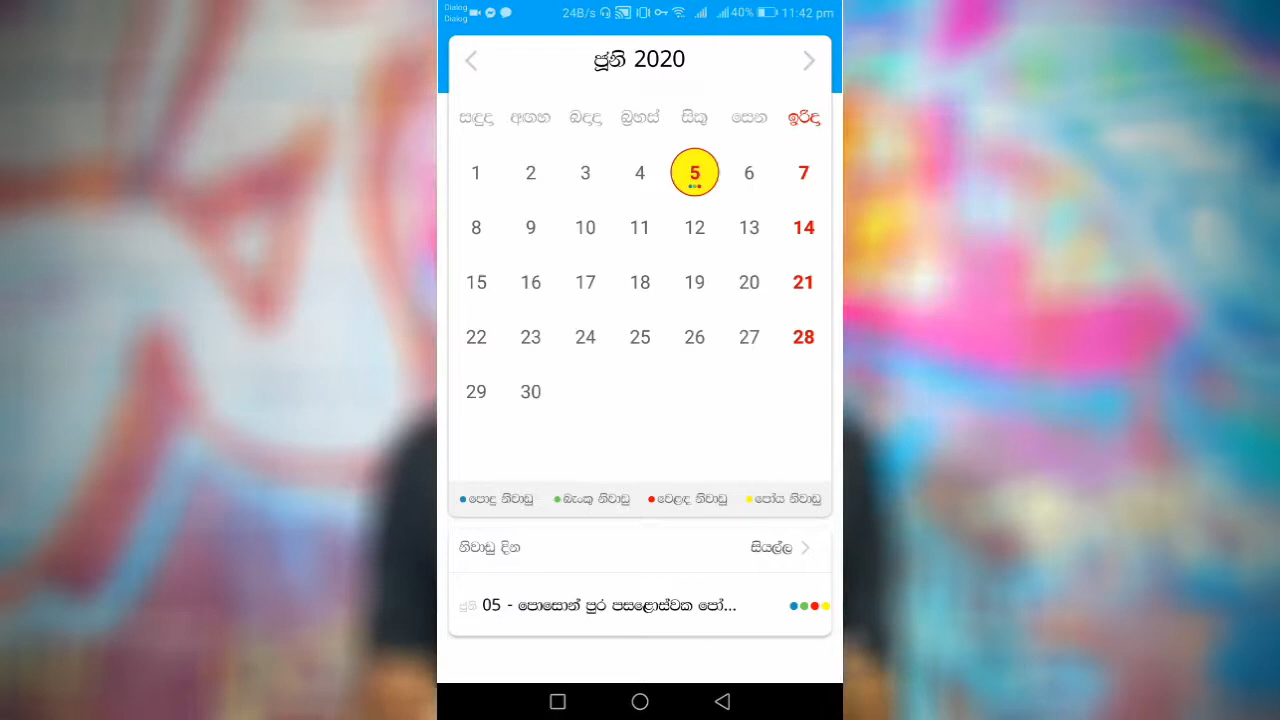 Dialog
Dialog
24B/s 40% 11:42 pm
ජූනි 2020
සඳුදා අඟහ බදාදා බ්‍රහස් සිකු සෙන ඉරිදා
1 2 3 4 5 6 7
8 9 10 11 12 13 14
15 16 17 18 19 20 21
22 23 24 25 26 27 28
29 30
පොදු නිවාඩු බැංකු නිවාඩු වෙළඳ නිවාඩු පෝය නිවාඩු
නිවාඩු දින සියල්ල
ජුනි 05 - පොසොන් පුර පසළොස්වක පෝ...